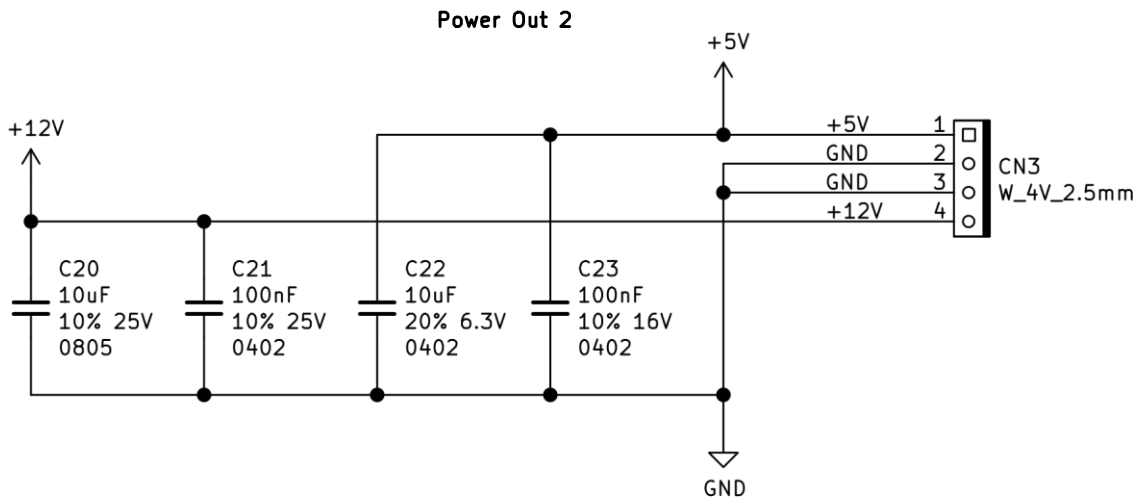 Power Out 2
+5V
+12V
+5V 1
GND 2
GND 3
+12V 4
CN3
W_4V_2.5mm
C20
10uF
10% 25V
0805
C21
100nF
10% 25V
0402
C22
10uF
20% 6.3V
0402
C23
100nF
10% 16V
0402
GND